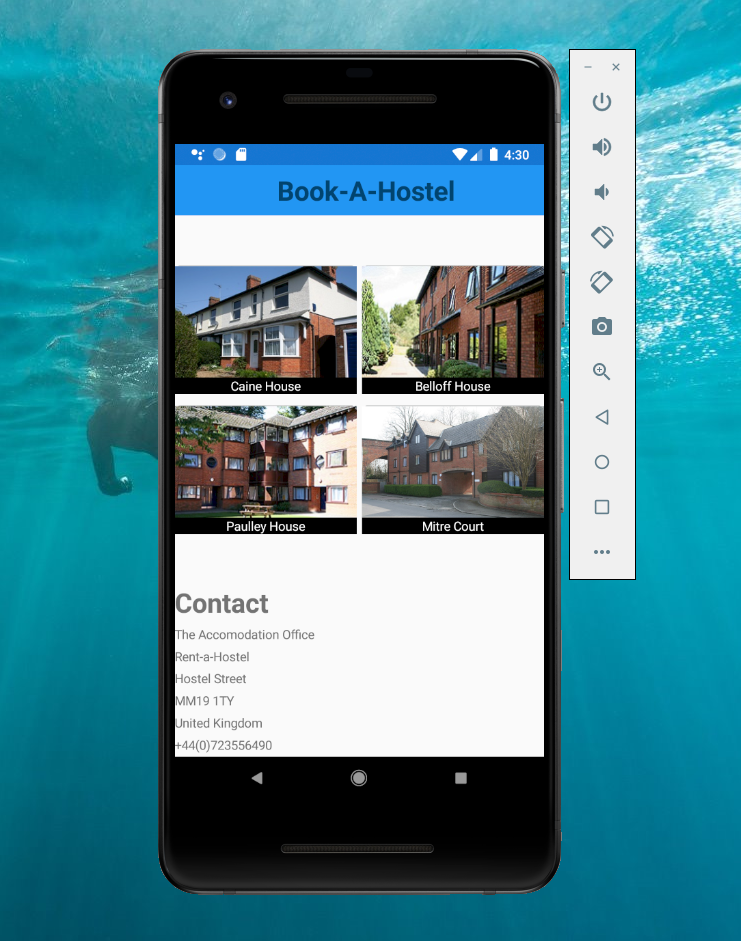 4:30
Book-A-Hostel
Caine House
Belloff House
Paulley House
Mitre Court
Contact
The Accomodation Office
Rent-a-Hostel
Hostel Street
MM19 1TY
United Kingdom
+44(0)723556490